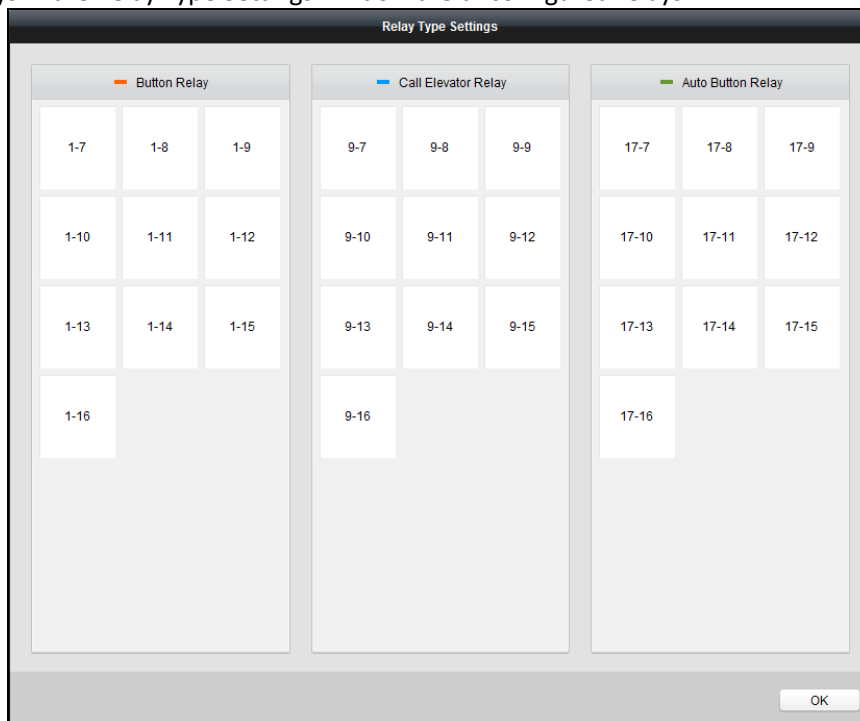 Relay Type Settings
Button Relay
Call Elevator Relay
Auto Button Relay
1-7 1-8 1-9 9-7 9-8 9-9 17-7 17-8 17-9
1-10 1-11 1-12 9-10 9-11 9-12 17-10 17-11 17-12
1-13 1-14 1-15 9-13 9-14 9-15 17-13 17-14 17-15
1-16 9-16 17-16
OK